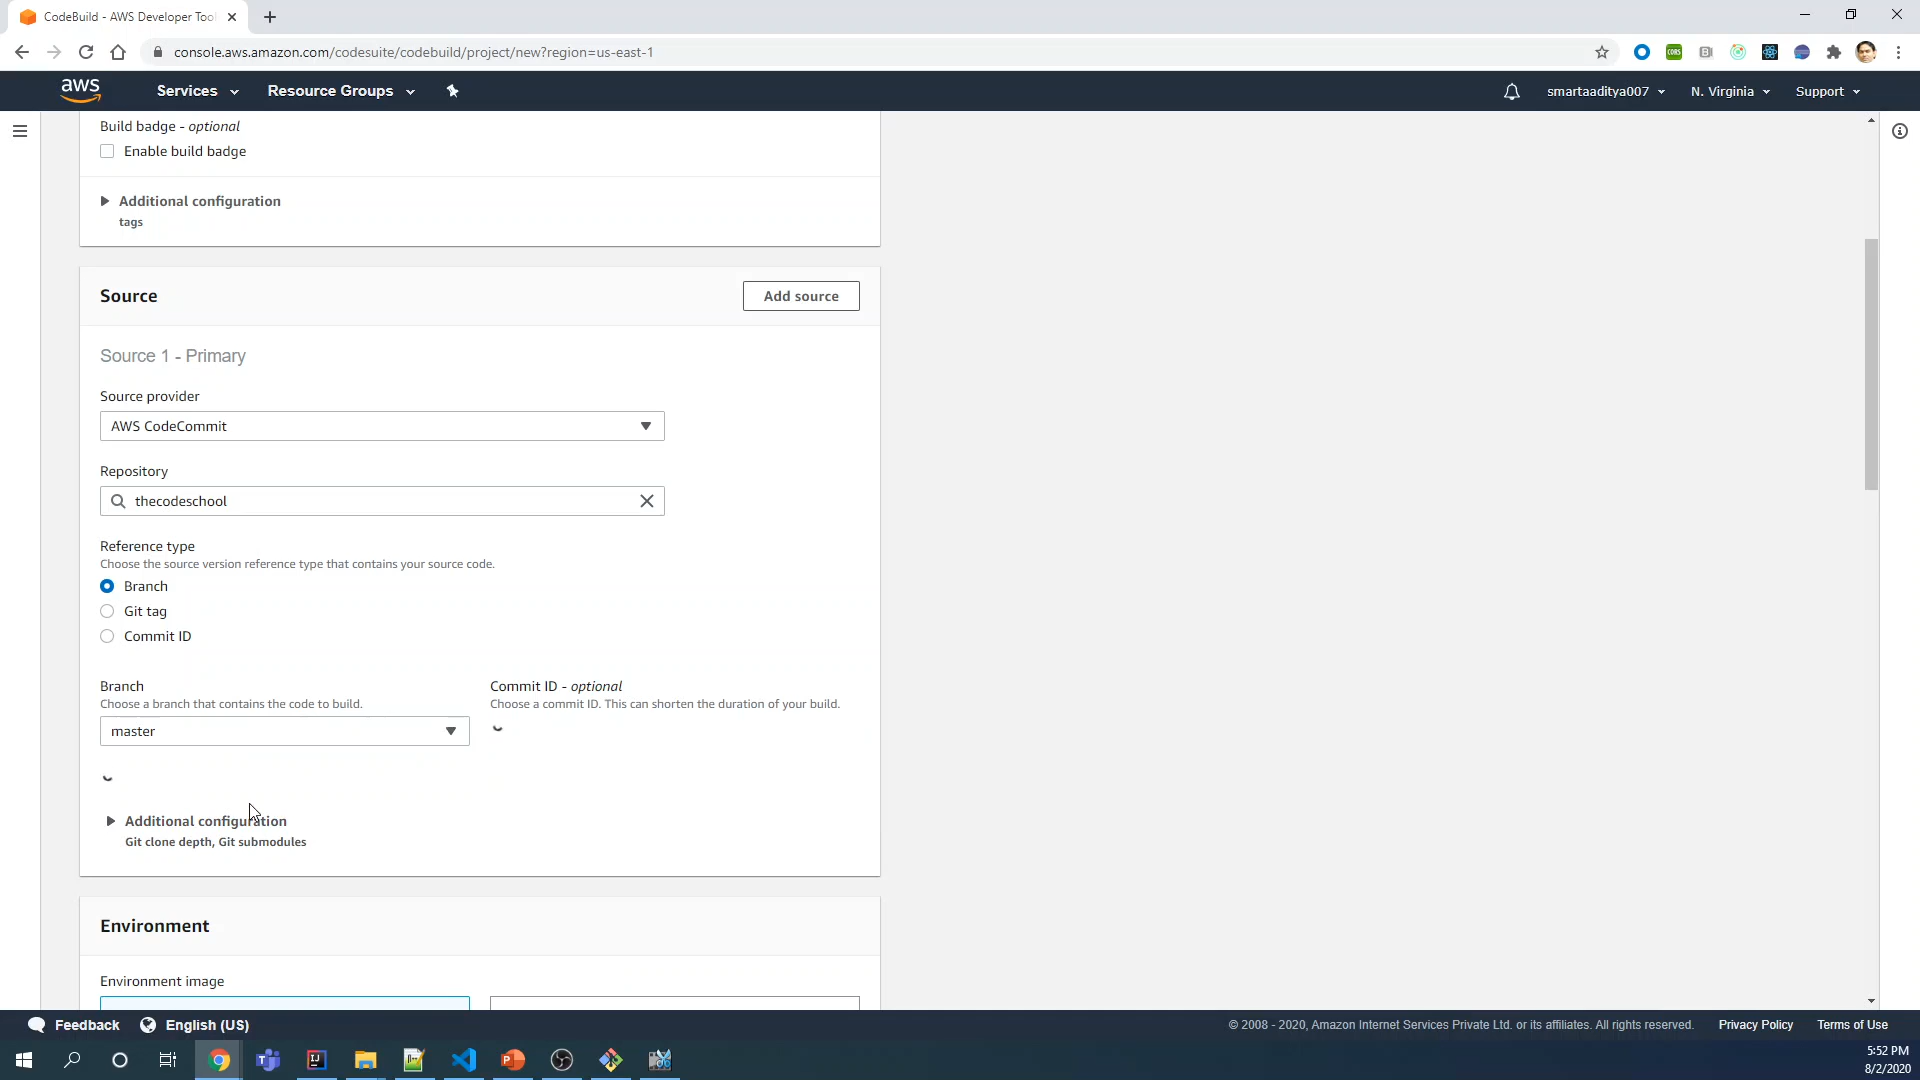 CodeBuild - AWS Developer Tool
console.aws.amazon.com/codesuite/codebuild/project/new?region=us-east-1
aws
Services
Resource Groups
smartaaditya007
N. Virginia
Support
Build badge - optional
Enable build badge
Additional configuration
tags
Source
Add source
Source 1 - Primary
Source provider
AWS CodeCommit
Repository
thecodeschool
Reference type
Choose the source version reference type that contains your source code.
Branch
Git tag
Commit ID
Branch
Commit ID - optional
Choose a branch that contains the code to build.
Choose a commit ID. This can shorten the duration of your build.
master
Additional configuration
Git clone depth, Git submodules
Environment
Environment image
Feedback
English (US)
© 2008 - 2020, Amazon Internet Services Private Ltd. or its affiliates. All rights reserved.
Privacy Policy
Terms of Use
5:52 PM
8/2/2020